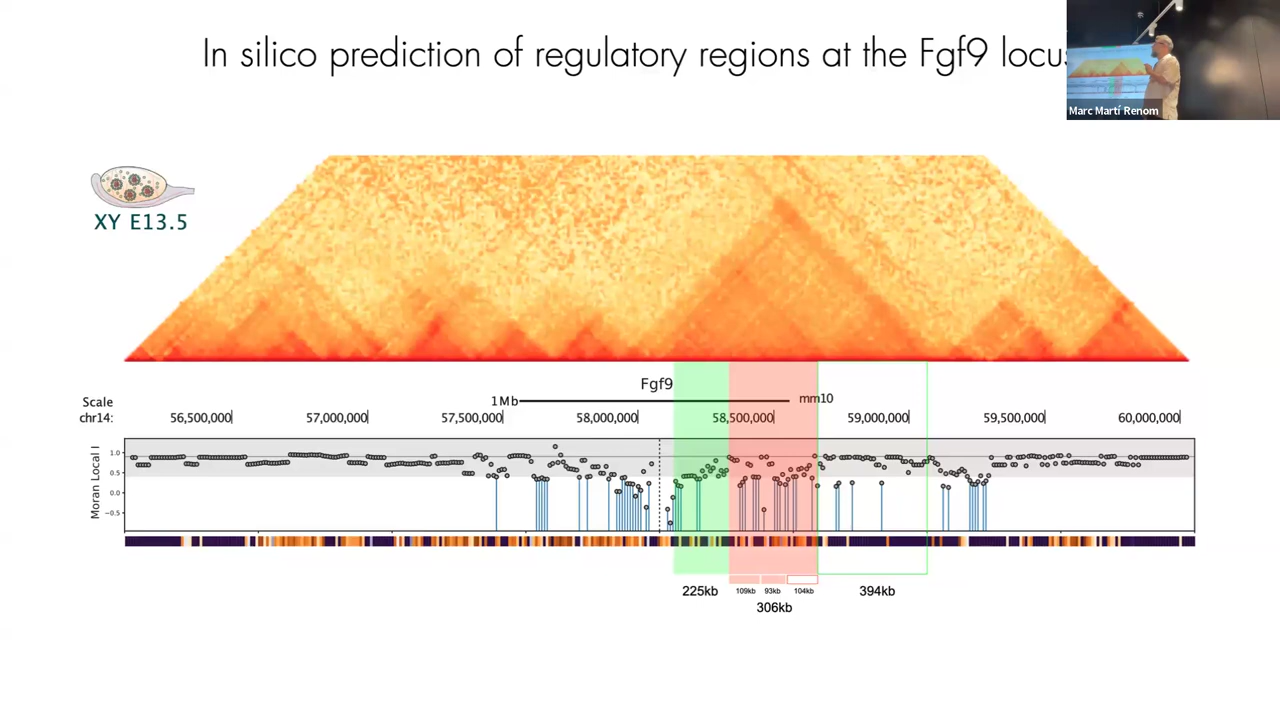 In silico prediction of regulatory regions at the Fgf9 locus
Marc Martí Renom
XY E13.5
Fgf9
Scale
1Mb
mm10
chr14:
56,500,000
57,000,000
57,500,000
58,000,000
58,500,000
59,000,000
59,500,000
60,000,000
Moran Local I
1.0
0.5
0.0
−0.5
109kb
93kb
104kb
225kb
394kb
306kb